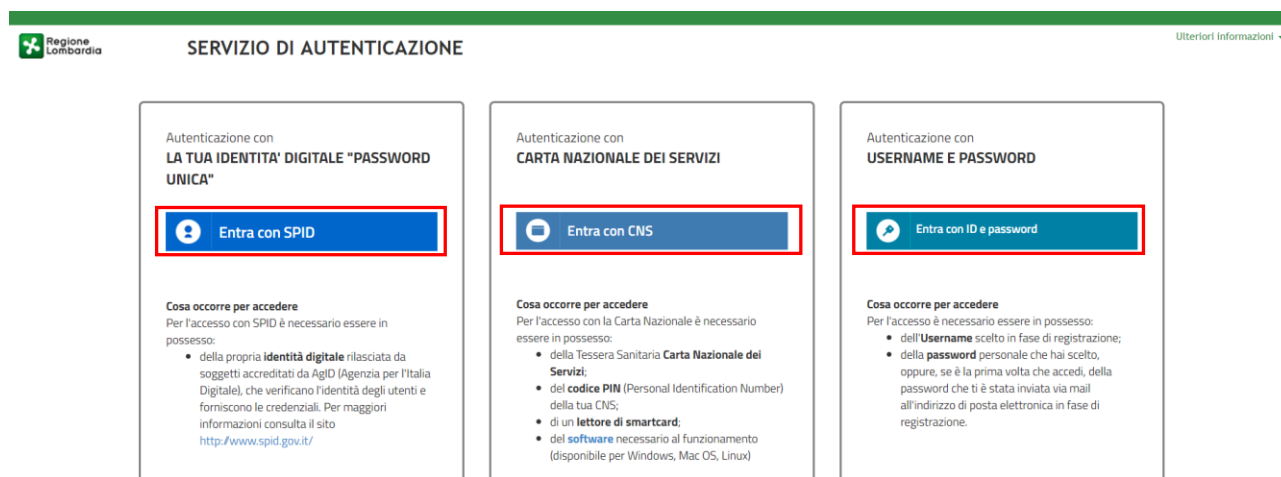 Regione
Lombardia
SERVIZIO DI AUTENTICAZIONE
Ulteriori informazioni
Autenticazione con
LA TUA IDENTITA' DIGITALE "PASSWORD
UNICA"
Entra con SPID
Cosa occorre per accedere
Per l'accesso con SPID è necessario essere in
possesso:
• della propria identità digitale rilasciata da
soggetti accreditati da AgID (Agenzia per l'Italia
Digitale), che verificano l'identità degli utenti e
forniscono le credenziali. Per maggiori
informazioni consulta il sito
http://www.spid.gov.it/
Autenticazione con
CARTA NAZIONALE DEI SERVIZI
Entra con CNS
Cosa occorre per accedere
Per l'accesso con la Carta Nazionale è necessario
essere in possesso:
• della Tessera Sanitaria Carta Nazionale dei
Servizi;
• del codice PIN (Personal Identification Number)
della tua CNS;
• di un lettore di smartcard;
• del software necessario al funzionamento
(disponibile per Windows, Mac OS, Linux)
Autenticazione con
USERNAME E PASSWORD
Entra con ID e password
Cosa occorre per accedere
Per l'accesso è necessario essere in possesso:
• dell'Username scelto in fase di registrazione;
• della password personale che hai scelto,
oppure, se è la prima volta che accedi, della
password che ti è stata inviata via mail
all'indirizzo di posta elettronica in fase di
registrazione.